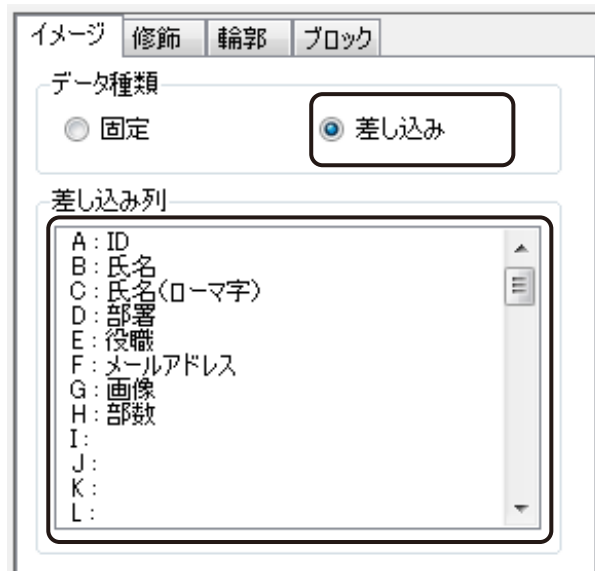 イメージ 修飾 輪郭 ブロック
データ種類
固定 差し込み
差し込み列
A : ID
B : 氏名
C : 氏名(ローマ字)
D : 部署
E : 役職
F : メールアドレス
G : 画像
H : 部数
I :
J :
K :
L :